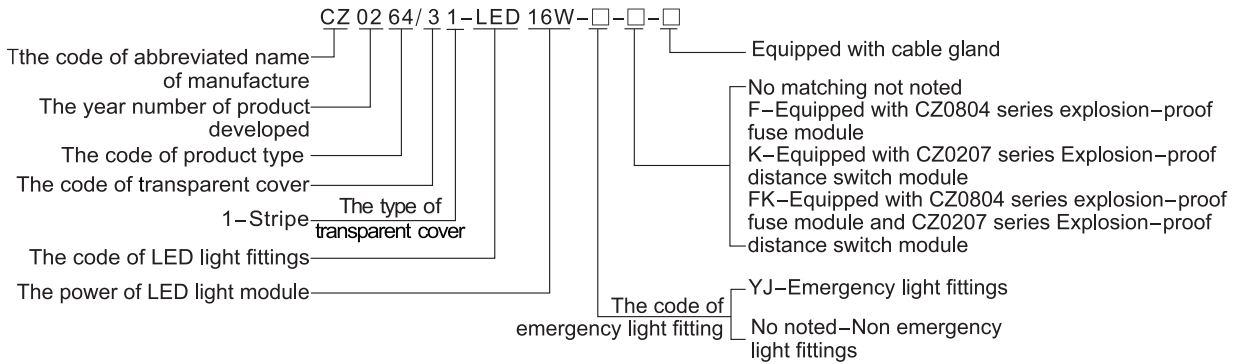 CZ 02 64/31-LED 16W-□-□-□
Tthe code of abbreviated name
of manufacture
The year number of product
developed
The code of product type
The code of transparent cover
1-Stripe
The type of
transparent cover
The code of LED light fittings
The power of LED light module
Equipped with cable gland
No matching not noted
F-Equipped with CZ0804 series explosion-proof
fuse module
K-Equipped with CZ0207 series Explosion-proof
distance switch module
FK-Equipped with CZ0804 series explosion-proof
fuse module and CZ0207 series Explosion-proof
distance switch module
The code of
emergency light fitting
YJ-Emergency light fittings
No noted-Non emergency
light fittings